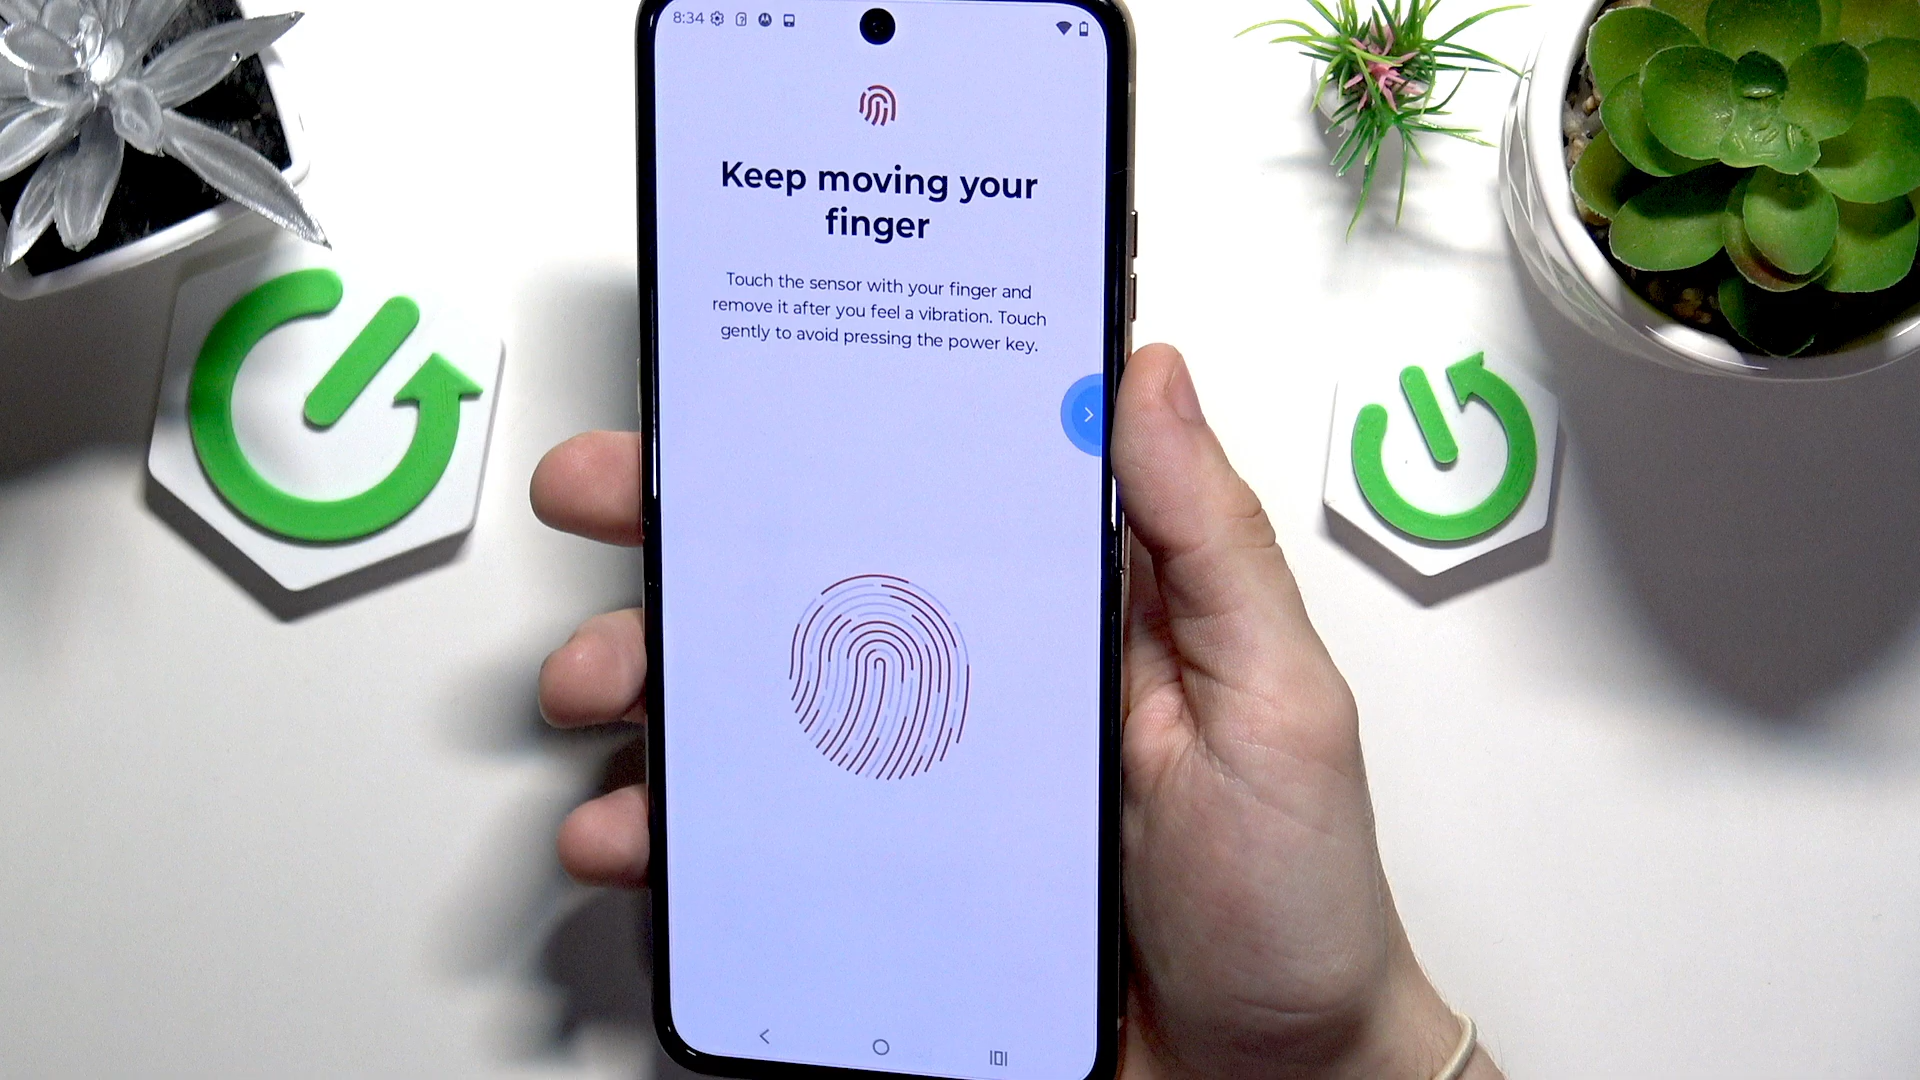 8:34
Keep moving your
finger
Touch the sensor with your finger and
remove it after you feel a vibration. Touch
gently to avoid pressing the power key.